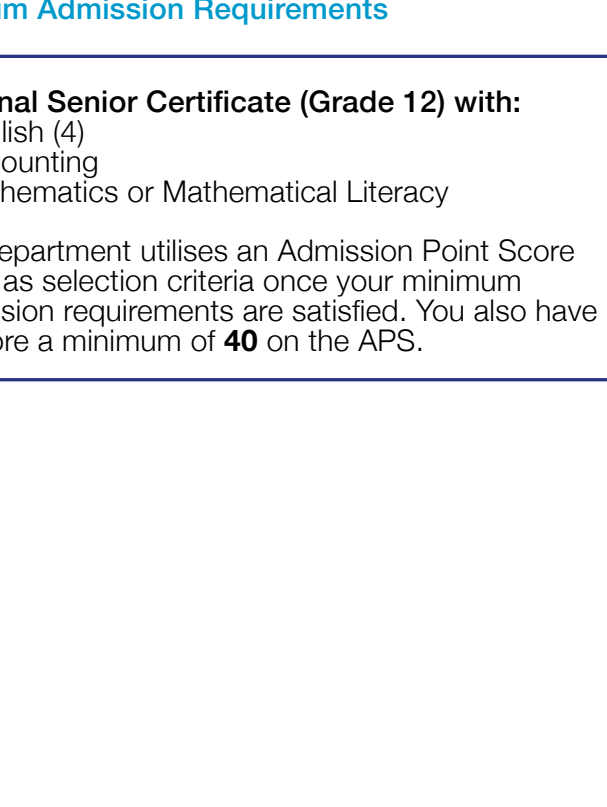 um Admission Requirements
nal Senior Certificate (Grade 12) with:
lish (4)
ounting
hematics or Mathematical Literacy
epartment utilises an Admission Point Score
as selection criteria once your minimum
sion requirements are satisfied. You also have
ore a minimum of 40 on the APS.